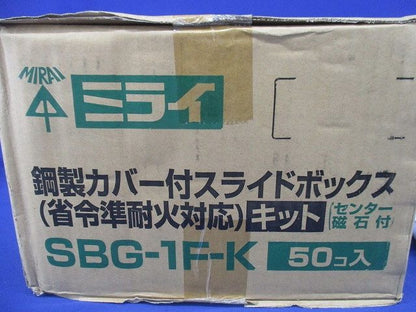 MIRAI
ミライ
鋼製カバー付スライドボックス
(省令準耐火対応) キット [センター磁石付]
SBG-1F-K 50コ入